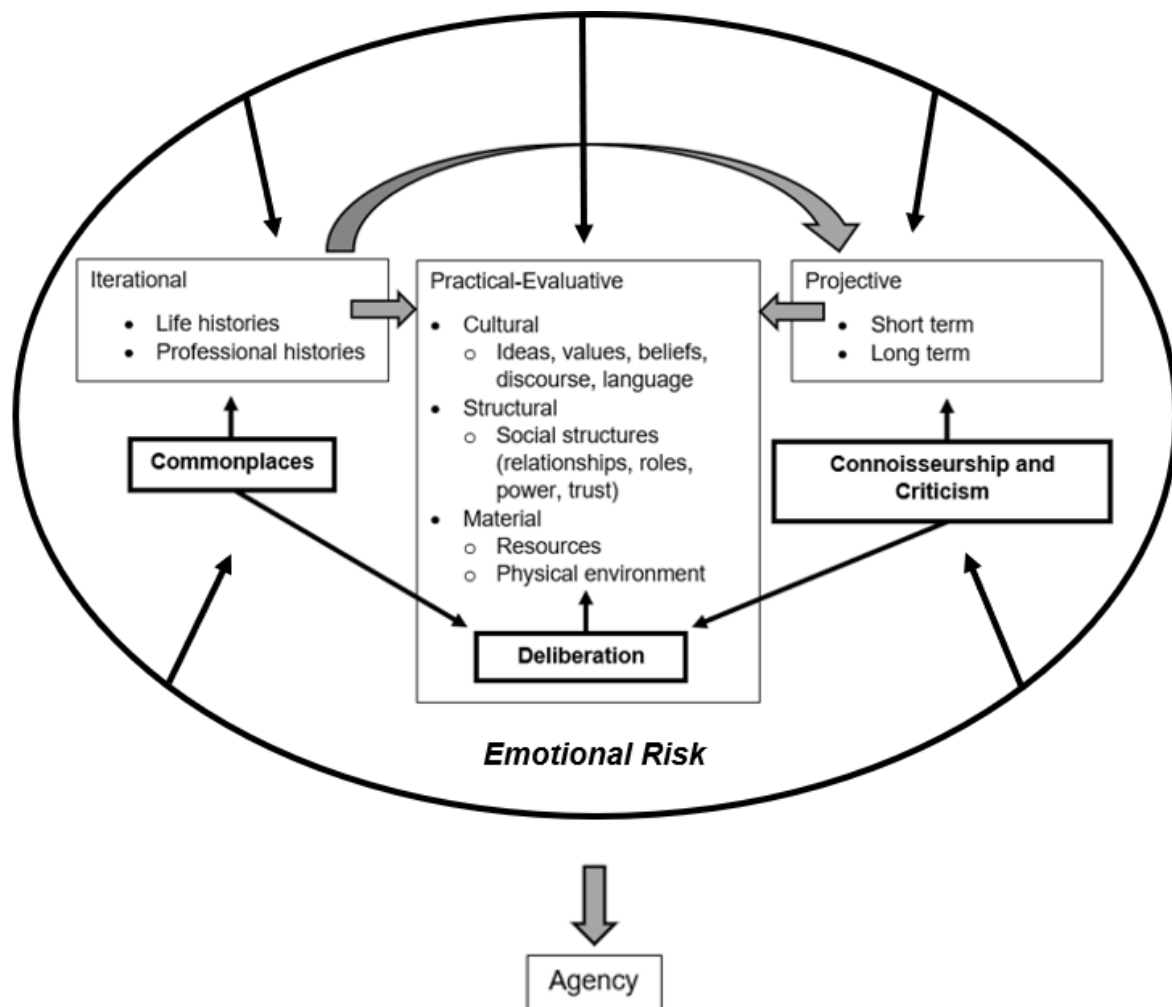 Iterational
• Life histories
• Professional histories
Commonplaces
Practical-Evaluative
• Cultural
o Ideas, values, beliefs,
discourse, language
• Structural
o Social structures
(relationships, roles,
power, trust)
• Material
o Resources
o Physical environment
Deliberation
Projective
• Short term
• Long term
Connoisseurship and
Criticism
Emotional Risk
Agency